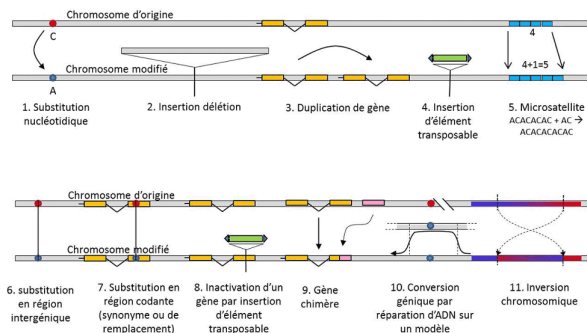 Chromosome d'origine
C
4
Chromosome modifié
4+1=5
A
1. Substitution
nucléotidique
2. Insertion délétion
3. Duplication de gène
4. Insertion
d'élément
transposable
5. Microsatellite
ACACACAC + AC →
ACACACACAC
Chromosome d'origine
Chromosome modifié
6. substitution
en région
intergénique
7. Substitution en
région codante
(synonyme ou de
remplacement)
8. Inactivation d'un
gène par insertion
d'élément
transposable
9. Gène
chimère
10. Conversion
génique par
réparation d'ADN sur
un modèle
11. Inversion
chromosomique